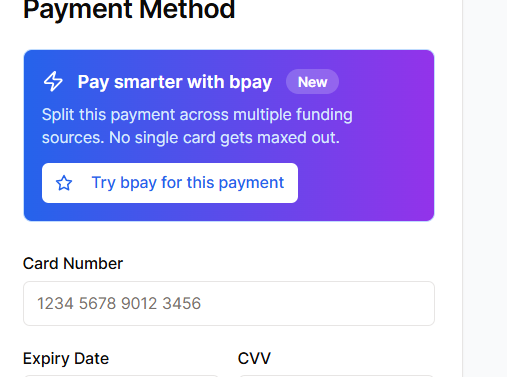 Payment Method
Pay smarter with bpay New
Split this payment across multiple funding
sources. No single card gets maxed out.
Try bpay for this payment
Card Number
1234 5678 9012 3456
Expiry Date CVV